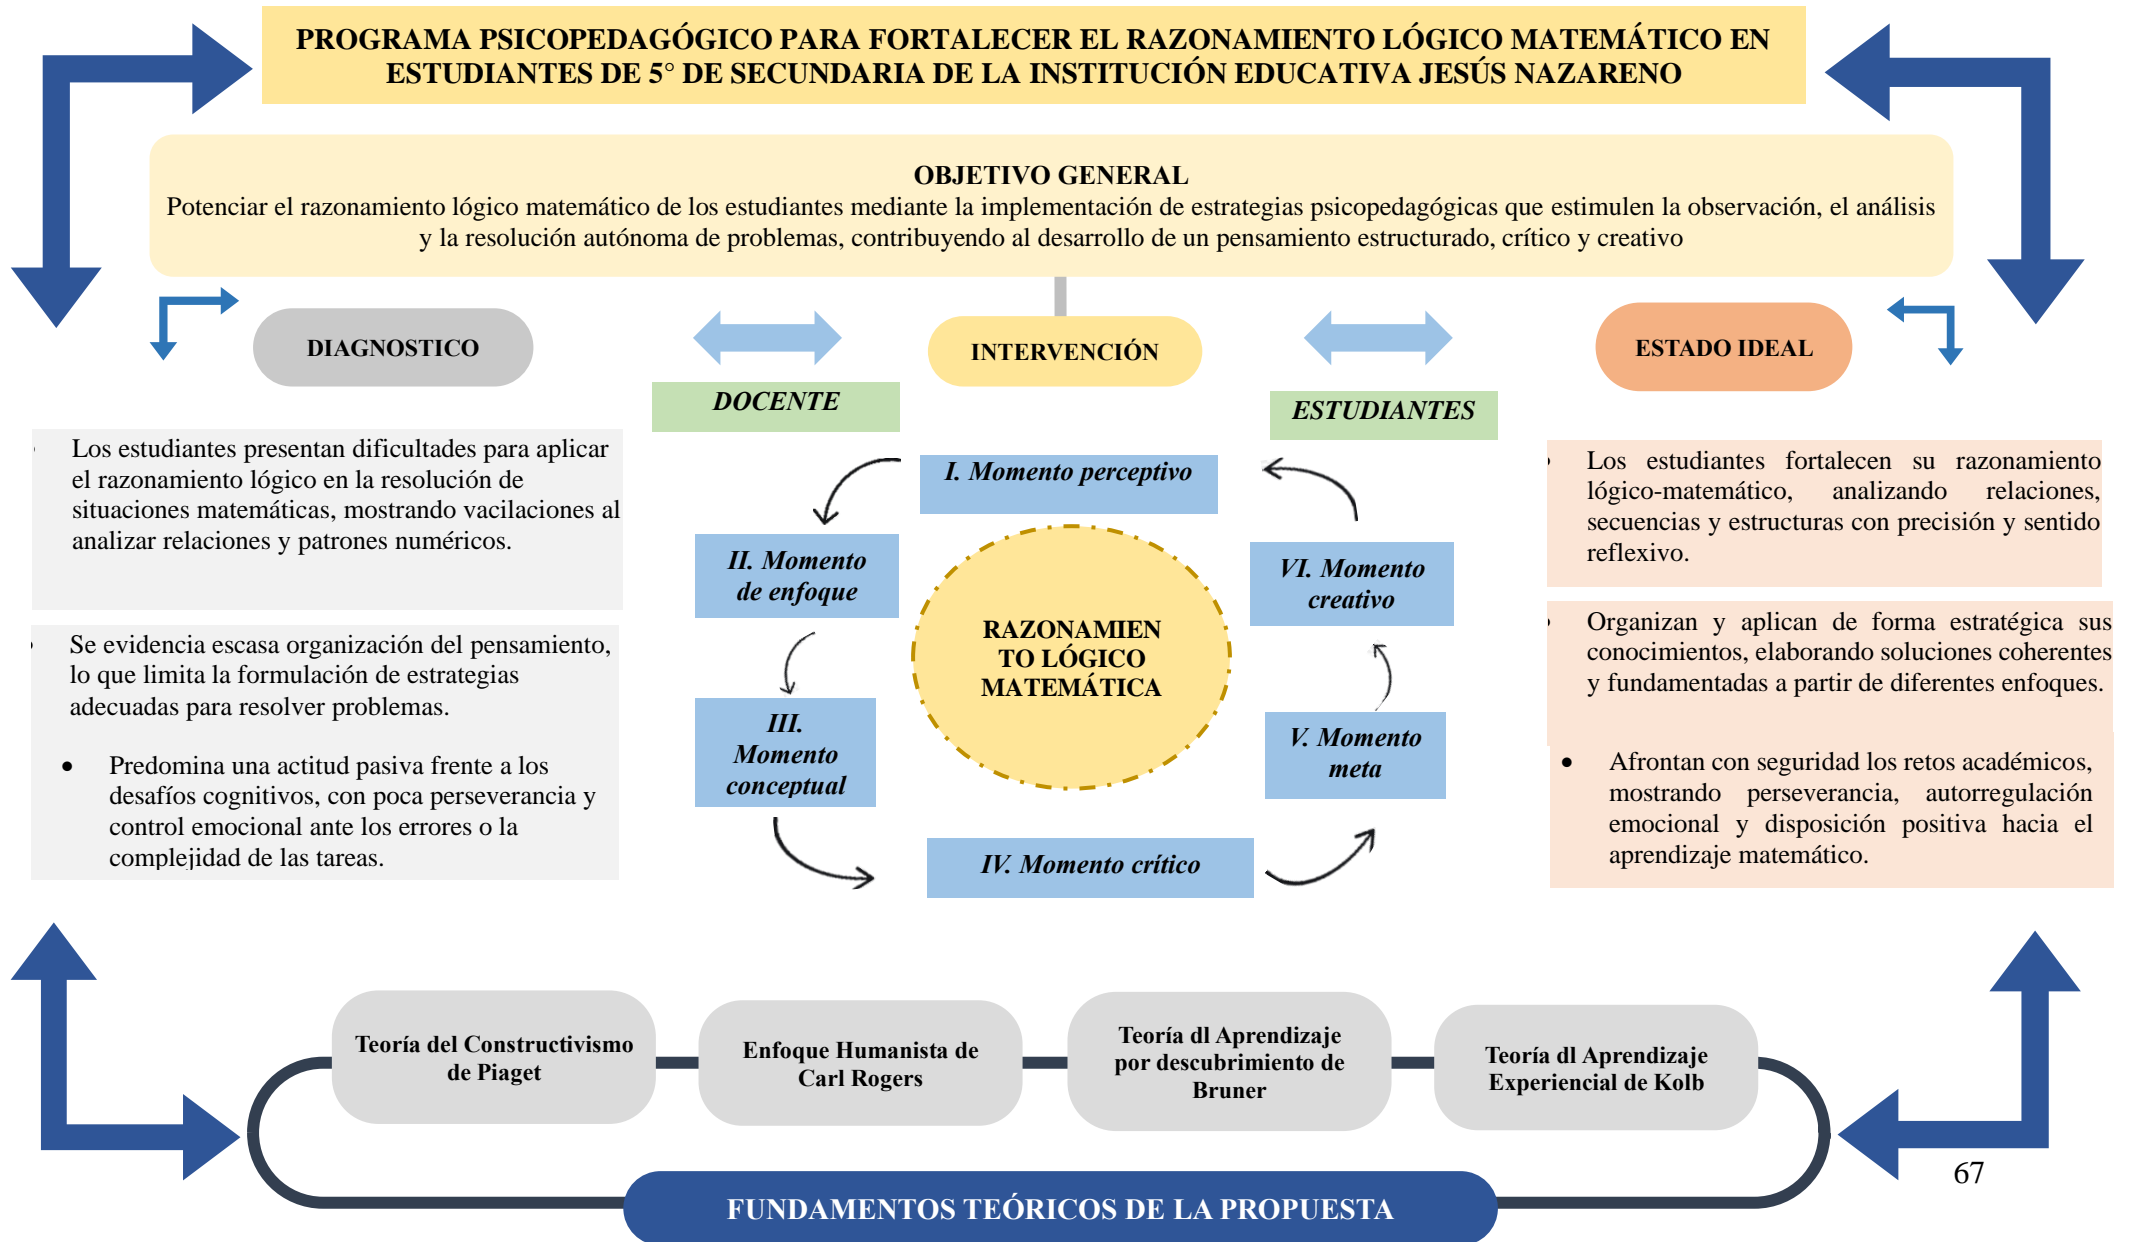 PROGRAMA PSICOPEDAGÓGICO PARA FORTALECER EL RAZONAMIENTO LÓGICO MATEMÁTICO EN
ESTUDIANTES DE 5° DE SECUNDARIA DE LA INSTITUCIÓN EDUCATIVA JESÚS NAZARENO
OBJETIVO GENERAL
Potenciar el razonamiento lógico matemático de los estudiantes mediante la implementación de estrategias psicopedagógicas que estimulen la observación, el análisis
y la resolución autónoma de problemas, contribuyendo al desarrollo de un pensamiento estructurado, crítico y creativo
DIAGNOSTICO
INTERVENCIÓN
ESTADO IDEAL
DOCENTE
ESTUDIANTES
• Los estudiantes presentan dificultades para aplicar
el razonamiento lógico en la resolución de
situaciones matemáticas, mostrando vacilaciones al
analizar relaciones y patrones numéricos.
• Se evidencia escasa organización del pensamiento,
lo que limita la formulación de estrategias
adecuadas para resolver problemas.
• Predomina una actitud pasiva frente a los
desafíos cognitivos, con poca perseverancia y
control emocional ante los errores o la
complejidad de las tareas.
I. Momento perceptivo
II. Momento
de enfoque
III.
Momento
conceptual
IV. Momento crítico
V. Momento
meta
VI. Momento
creativo
RAZONAMIEN
TO LÓGICO
MATEMÁTICA
• Los estudiantes fortalecen su razonamiento
lógico-matemático, analizando relaciones,
secuencias y estructuras con precisión y sentido
reflexivo.
• Organizan y aplican de forma estratégica sus
conocimientos, elaborando soluciones coherentes
y fundamentadas a partir de diferentes enfoques.
• Afrontan con seguridad los retos académicos,
mostrando perseverancia, autorregulación
emocional y disposición positiva hacia el
aprendizaje matemático.
Teoría del Constructivismo
de Piaget
Enfoque Humanista de
Carl Rogers
Teoría dl Aprendizaje
por descubrimiento de
Bruner
Teoría dl Aprendizaje
Experiencial de Kolb
67
FUNDAMENTOS TEÓRICOS DE LA PROPUESTA